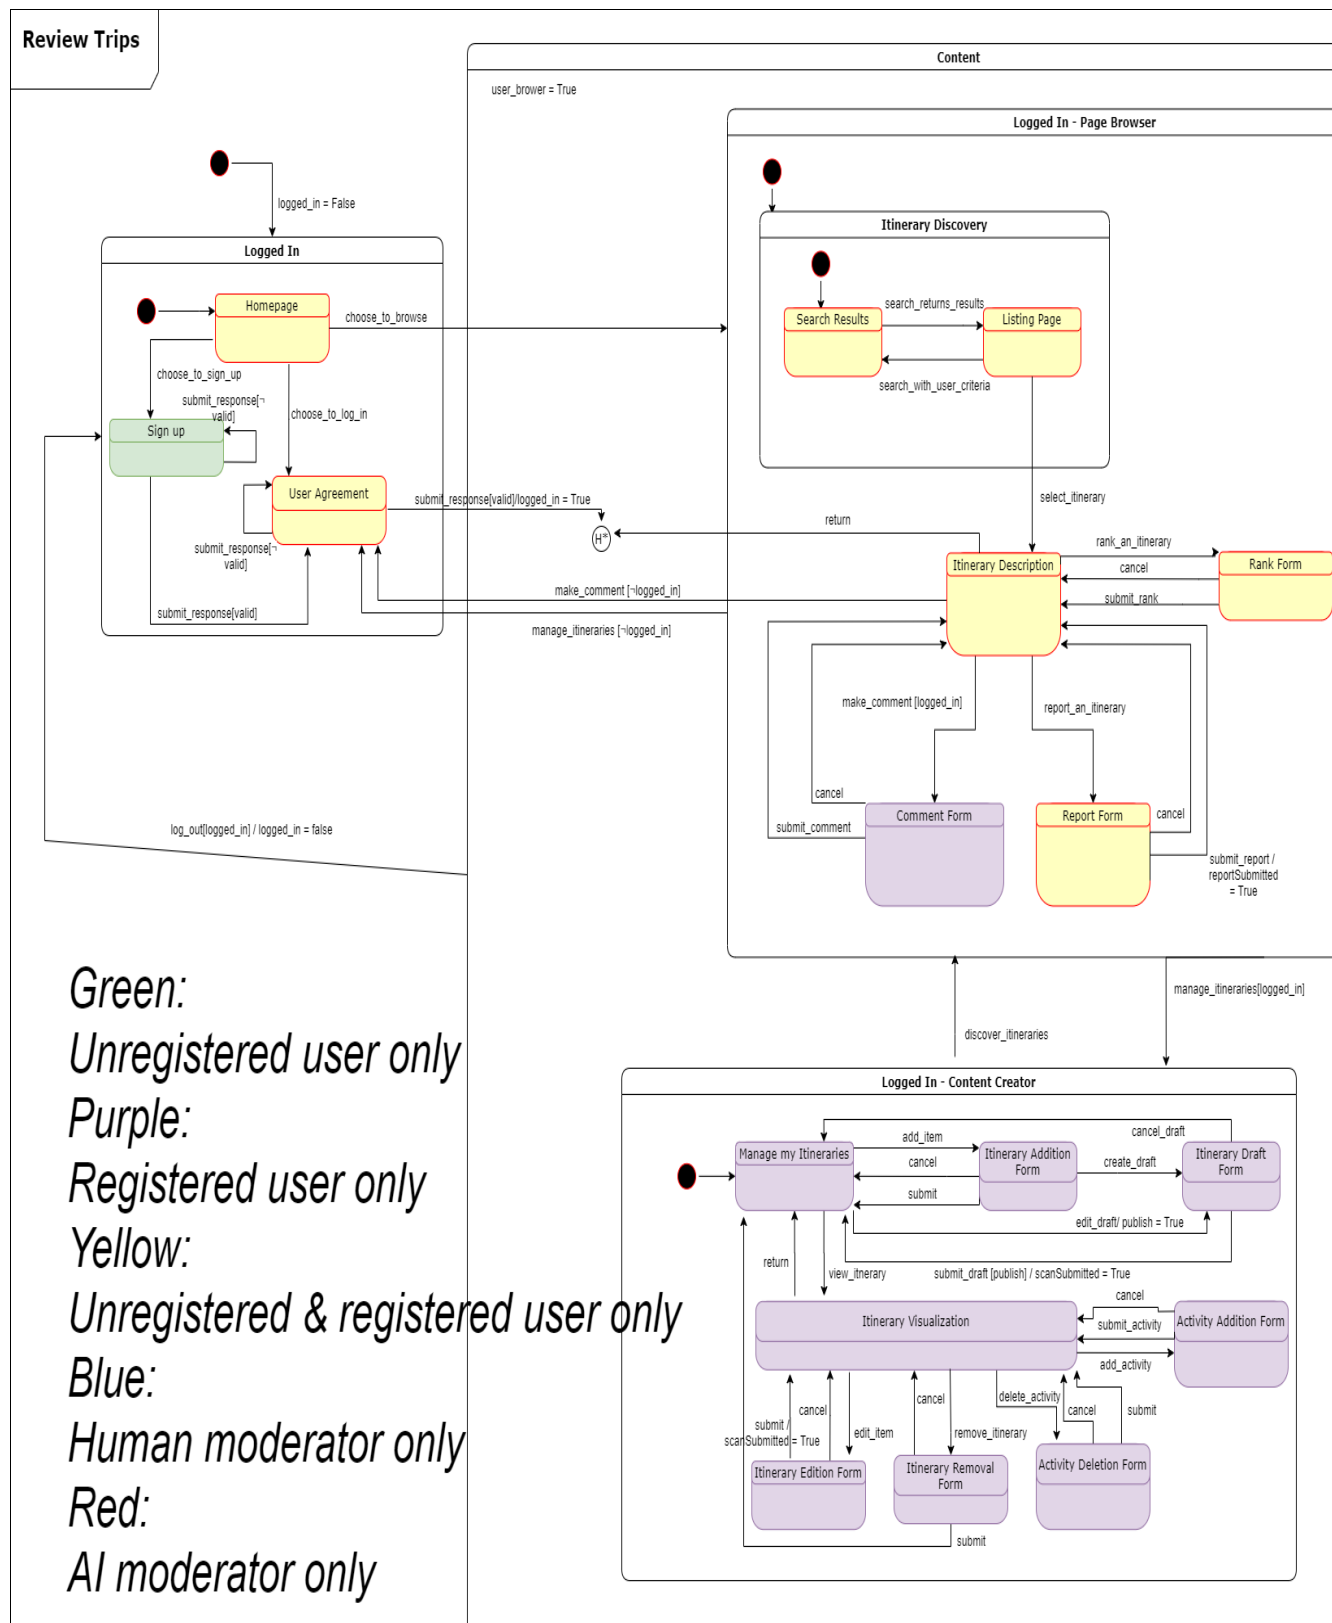 Review Trips
Content
user_brower = True
Logged In - Page Browser
logged_in = False
Itinerary Discovery
Logged In
Homepage
choose_to_browse
search_returns_results
Search Results
Listing Page
search_with_user_criteria
choose_to_sign_up
submit_response[¬
valid]
choose_to_log_in
Sign up
User Agreement
submit_response[valid]/logged_in = True
select_itinerary
return
H*
submit_response[¬
valid]
rank_an_itinerary
Itinerary Description
cancel
Rank Form
make_comment [¬logged_in]
submit_rank
submit_response[valid]
manage_itineraries [¬logged_in]
make_comment [logged_in]
report_an_itinerary
cancel
submit_comment
Comment Form
Report Form
cancel
log_out[logged_in] / logged_in = false
submit_report /
reportSubmitted
= True
manage_itineraries[logged_in]
discover_itineraries
Green:
Unregistered user only
Purple:
Registered user only
Yellow:
Unregistered & registered user only
Blue:
Human moderator only
Red:
AI moderator only
Logged In - Content Creator
Manage my Itineraries
add_item
cancel
submit
Itinerary Addition
Form
create_draft
cancel_draft
Itinerary Draft
Form
edit_draft/ publish = True
return
view_itnerary
submit_draft [publish] / scanSubmitted = True
Itinerary Visualization
cancel
submit_activity
add_activity
Activity Addition Form
submit /
scanSubmitted = True
cancel
edit_item
cancel
remove_itinerary
delete_activity
cancel
submit
Itinerary Edition Form
Itinerary Removal
Form
Activity Deletion Form
submit